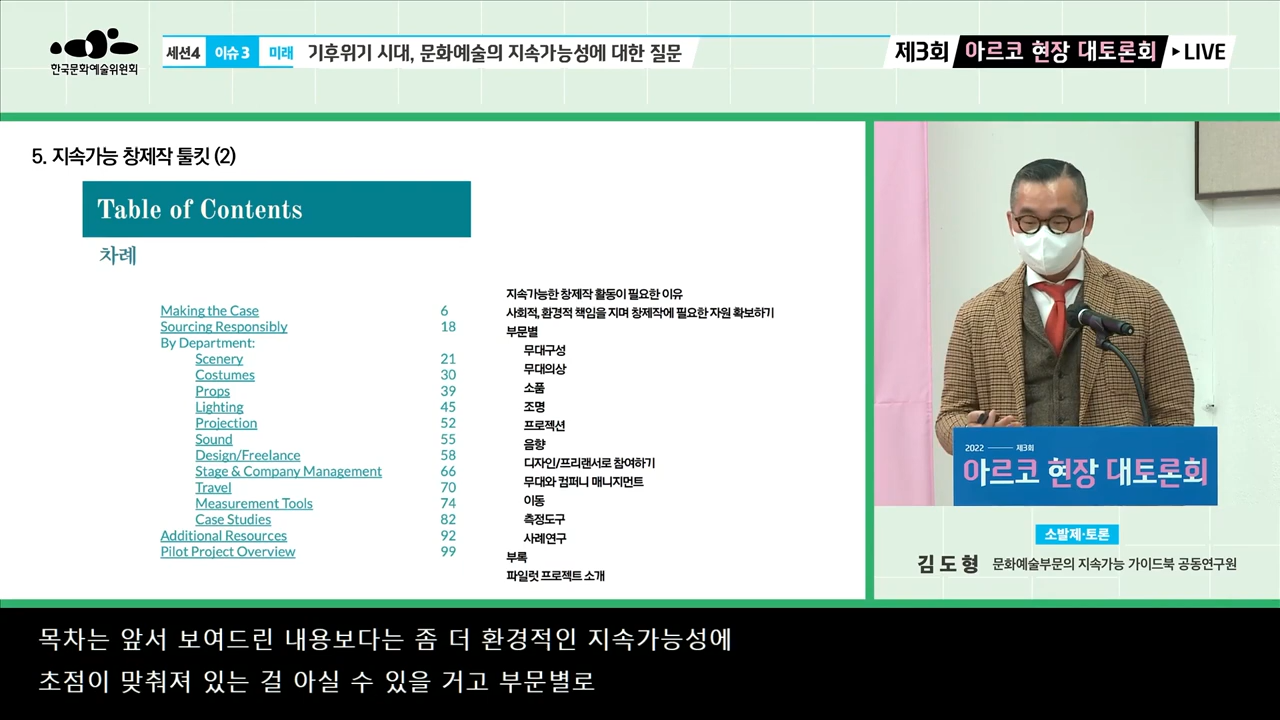 한국문화예술위원회
세션4 이슈 3 미래 기후위기 시대, 문화예술의 지속가능성에 대한 질문
제3회 아르코 현장 대토론회 LIVE
5. 지속가능 창제작 툴킷 (2)
Table of Contents
차례
Making the Case 6
Sourcing Responsibly 18
By Department:
Scenery 21
Costumes 30
Props 39
Lighting 45
Projection 52
Sound 55
Design/Freelance 58
Stage & Company Management 66
Travel 70
Measurement Tools 74
Case Studies 82
Additional Resources 92
Pilot Project Overview 99
지속가능한 창제작 활동이 필요한 이유
사회적, 환경적 책임을 지며 창제작에 필요한 자원 확보하기
부문별
무대구성
무대의상
소품
조명
프로젝션
음향
디자인/프리랜서로 참여하기
무대와 컴퍼니 매니지먼트
이동
측정도구
사례연구
부록
파일럿 프로젝트 소개
2022 제3회
아르코 현장 대토론회
소발제·토론
김도형 문화예술부문의 지속가능 가이드북 공동연구원
목차는 앞서 보여드린 내용보다는 좀 더 환경적인 지속가능성에
초점이 맞춰져 있는 걸 아실 수 있을 거고 부문별로